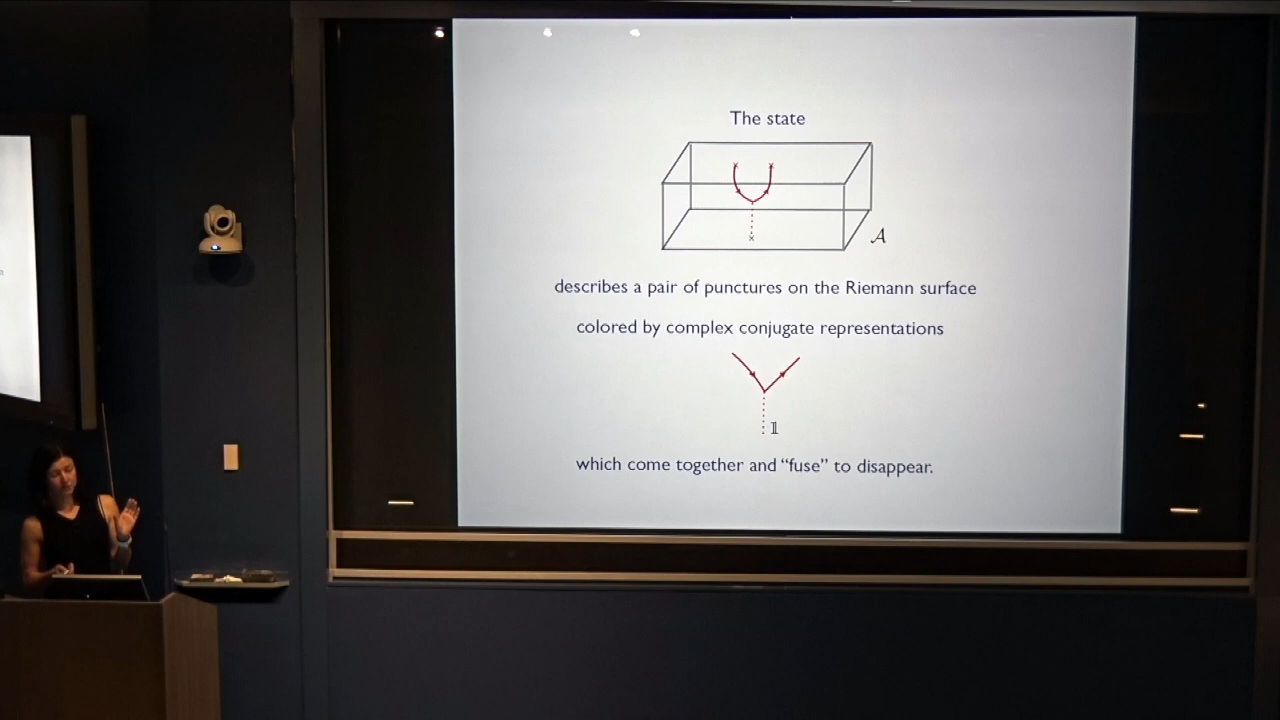 The state
𝒜
describes a pair of punctures on the Riemann surface
colored by complex conjugate representations
𝟙
which come together and “fuse” to disappear.